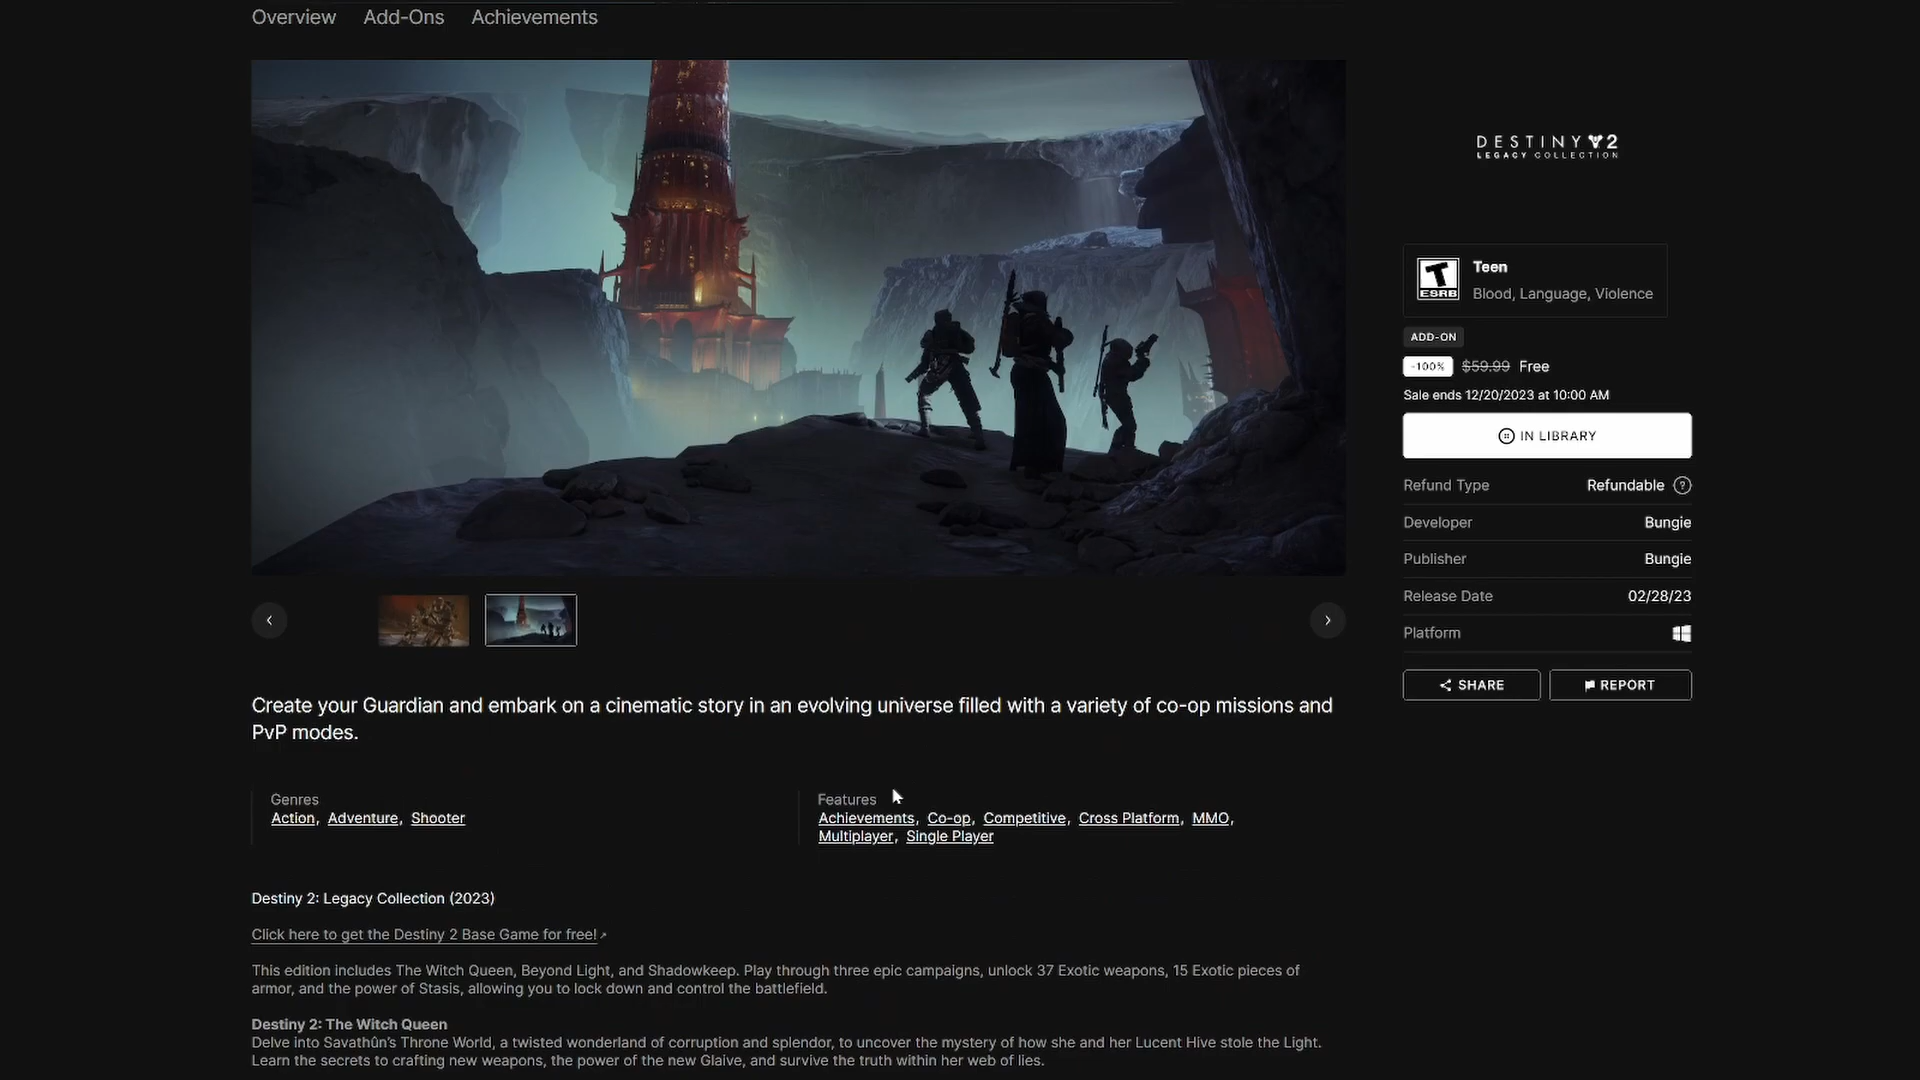 Overview Add-Ons Achievements
DESTINY 2
LEGACY COLLECTION
T
ESRB
Teen
Blood, Language, Violence
ADD-ON
-100% $59.99 Free
Sale ends 12/20/2023 at 10:00 AM
IN LIBRARY
Refund Type Refundable ?
Developer Bungie
Publisher Bungie
Release Date 02/28/23
Platform
SHARE REPORT
Create your Guardian and embark on a cinematic story in an evolving universe filled with a variety of co-op missions and
PvP modes.
Genres
Action, Adventure, Shooter
Features
Achievements, Co-op, Competitive, Cross Platform, MMO,
Multiplayer, Single Player
Destiny 2: Legacy Collection (2023)
Click here to get the Destiny 2 Base Game for free!
This edition includes The Witch Queen, Beyond Light, and Shadowkeep. Play through three epic campaigns, unlock 37 Exotic weapons, 15 Exotic pieces of
armor, and the power of Stasis, allowing you to lock down and control the battlefield.
Destiny 2: The Witch Queen
Delve into Savathûn's Throne World, a twisted wonderland of corruption and splendor, to uncover the mystery of how she and her Lucent Hive stole the Light.
Learn the secrets to crafting new weapons, the power of the new Glaive, and survive the truth within her web of lies.